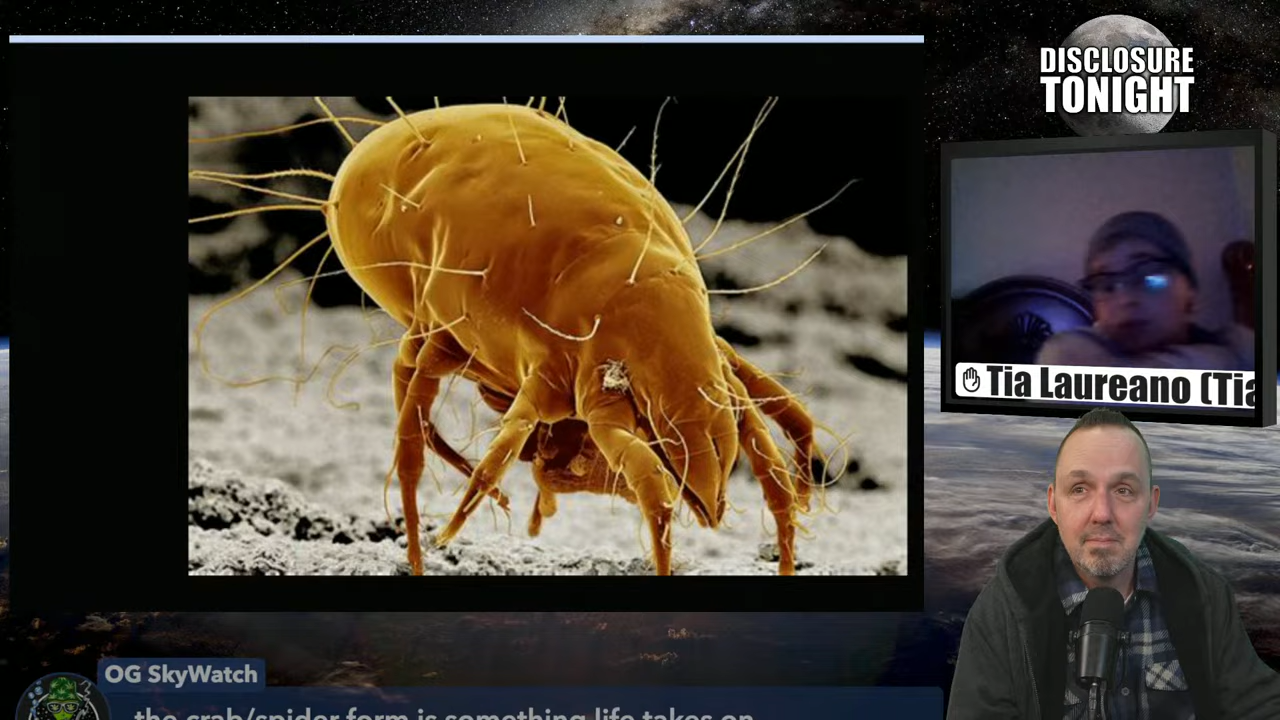 DISCLOSURE
TONIGHT
Tia Laureano (Tia
OG SkyWatch
the crab/spider form is something life takes on